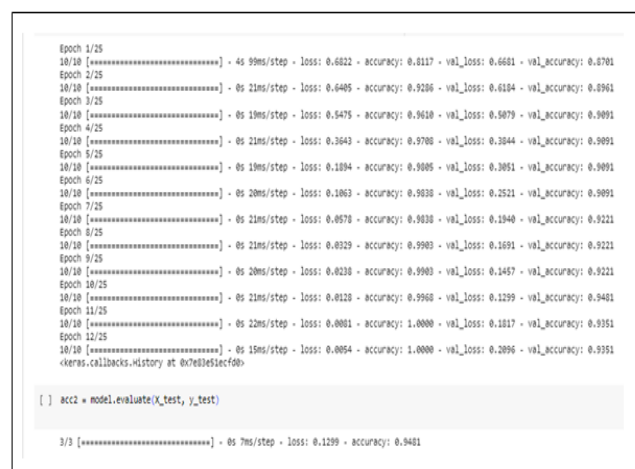 Epoch 1/25
10/10 [==============================] - 4s 99ms/step - loss: 0.6822 - accuracy: 0.8117 - val_loss: 0.6681 - val_accuracy: 0.8701
Epoch 2/25
10/10 [==============================] - 0s 21ms/step - loss: 0.6405 - accuracy: 0.9286 - val_loss: 0.6184 - val_accuracy: 0.8961
Epoch 3/25
10/10 [==============================] - 0s 19ms/step - loss: 0.5475 - accuracy: 0.9610 - val_loss: 0.5079 - val_accuracy: 0.9091
Epoch 4/25
10/10 [==============================] - 0s 21ms/step - loss: 0.3643 - accuracy: 0.9708 - val_loss: 0.3844 - val_accuracy: 0.9091
Epoch 5/25
10/10 [==============================] - 0s 19ms/step - loss: 0.1894 - accuracy: 0.9805 - val_loss: 0.3051 - val_accuracy: 0.9091
Epoch 6/25
10/10 [==============================] - 0s 20ms/step - loss: 0.1063 - accuracy: 0.9838 - val_loss: 0.2521 - val_accuracy: 0.9091
Epoch 7/25
10/10 [==============================] - 0s 21ms/step - loss: 0.0578 - accuracy: 0.9838 - val_loss: 0.1940 - val_accuracy: 0.9221
Epoch 8/25
10/10 [==============================] - 0s 21ms/step - loss: 0.0329 - accuracy: 0.9903 - val_loss: 0.1691 - val_accuracy: 0.9221
Epoch 9/25
10/10 [==============================] - 0s 20ms/step - loss: 0.0238 - accuracy: 0.9903 - val_loss: 0.1457 - val_accuracy: 0.9221
Epoch 10/25
10/10 [==============================] - 0s 21ms/step - loss: 0.0128 - accuracy: 0.9968 - val_loss: 0.1299 - val_accuracy: 0.9481
Epoch 11/25
10/10 [==============================] - 0s 22ms/step - loss: 0.0081 - accuracy: 1.0000 - val_loss: 0.1817 - val_accuracy: 0.9351
Epoch 12/25
10/10 [==============================] - 0s 15ms/step - loss: 0.0054 - accuracy: 1.0000 - val_loss: 0.2096 - val_accuracy: 0.9351
<keras.callbacks.History at 0x7e83e51ecfd0>
[ ] acc2 = model.evaluate(X_test, y_test)
3/3 [==============================] - 0s 7ms/step - loss: 0.1299 - accuracy: 0.9481